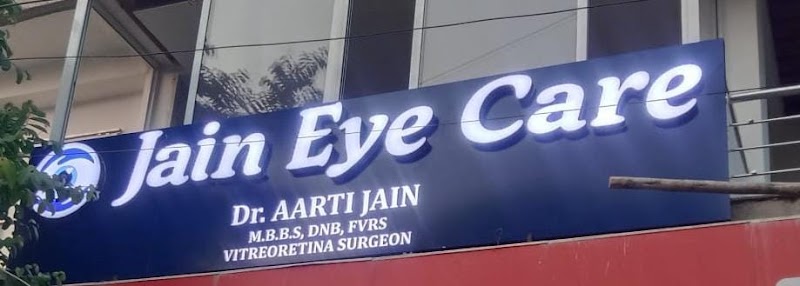 Jain Eye Care
Dr. AARTI JAIN
M.B.B.S, DNB, FVRS
VITREORETINA SURGEON